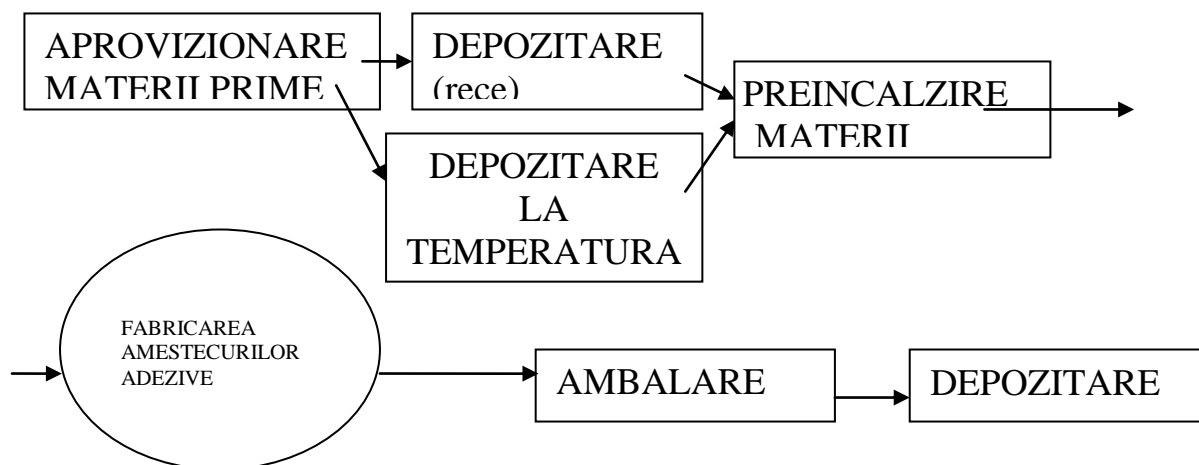 APROVIZIONARE
MATERII PRIME
DEPOZITARE
(rece)
PREINCALZIRE
MATERII
DEPOZITARE
LA
TEMPERATURA
FABRICAREA
AMESTECURILOR
ADEZIVE
AMBALARE
DEPOZITARE